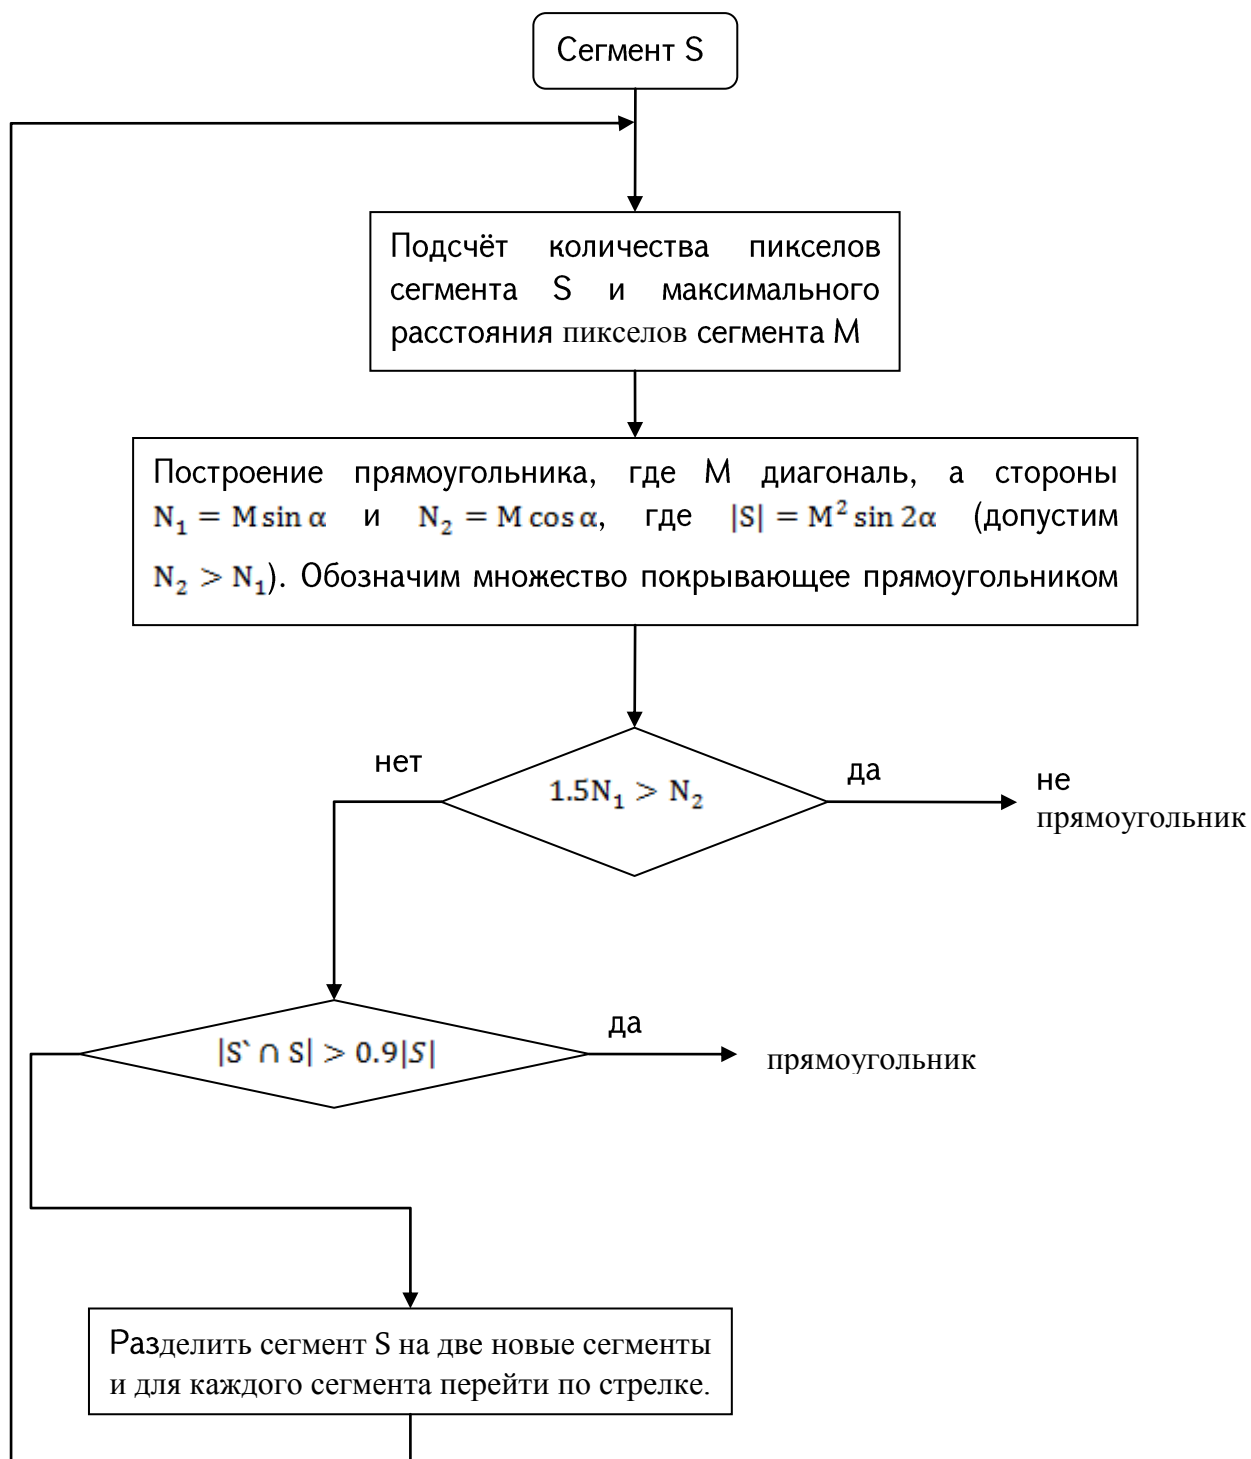 Сегмент S
Подсчёт количества пикселов
сегмента S и максимального
расстояния пикселов сегмента М
Построение прямоугольника, где М диагональ, а стороны
N₁ = M sin α и N₂ = M cos α, где |S| = M² sin 2α (допустим
N₂ > N₁). Обозначим множество покрывающее прямоугольником
нет
1.5N₁ > N₂
да
не
прямоугольник
|S` ∩ S| > 0.9|S|
да
прямоугольник
Разделить сегмент S на две новые сегменты
и для каждого сегмента перейти по стрелке.